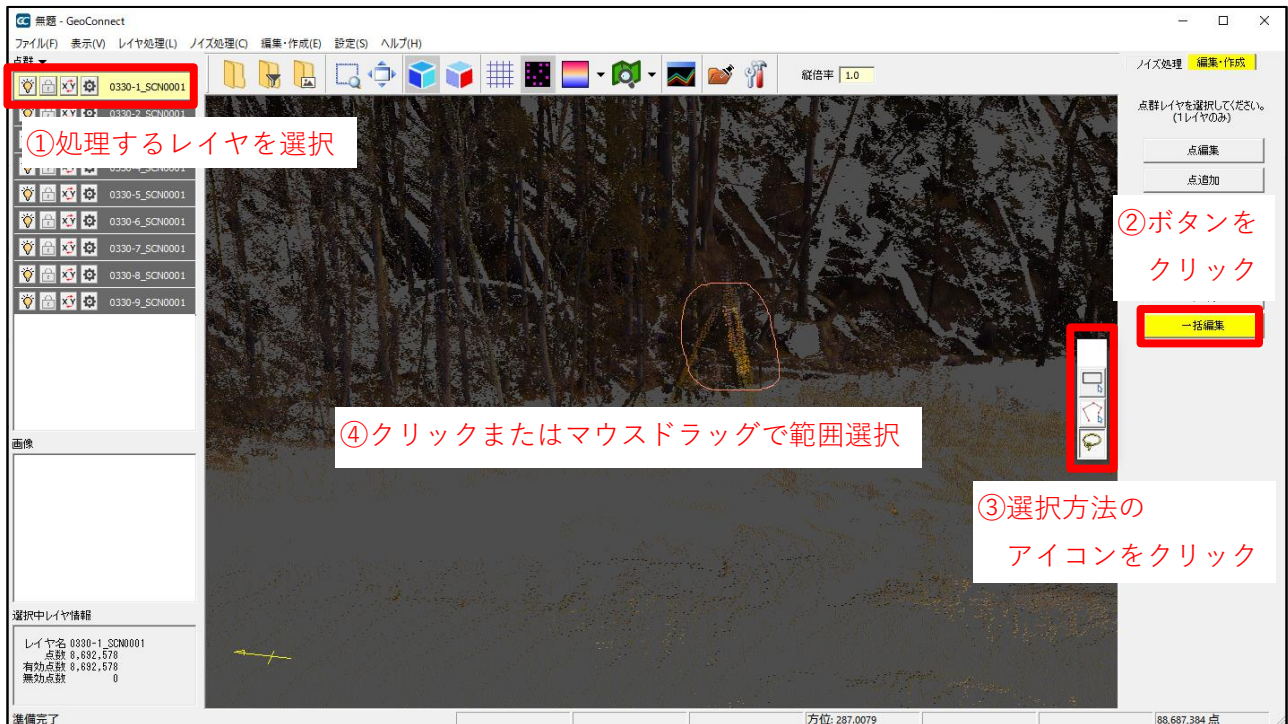 無題 - GeoConnect
ファイル(F) 表示(V) レイヤ処理(L) ノイズ処理(C) 編集・作成(E) 設定(S) ヘルプ(H)
点群
縦倍率 1.0
ノイズ処理 編集・作成
0330-1_SCN0001
0330-2_SCN0001
①処理するレイヤを選択
0330-4_SCN0001
0330-5_SCN0001
0330-6_SCN0001
0330-7_SCN0001
0330-8_SCN0001
0330-9_SCN0001
点群レイヤを選択してください。
(1レイヤのみ)
点編集
点追加
②ボタンを
クリック
一括編集
④クリックまたはマウスドラッグで範囲選択
③選択方法の
アイコンをクリック
画像
選択中レイヤ情報
レイヤ名 0330-1_SCN0001
点数 8,692,578
有効点数 8,692,578
無効点数 0
準備完了
方位: 287.0079
88,687,384 点